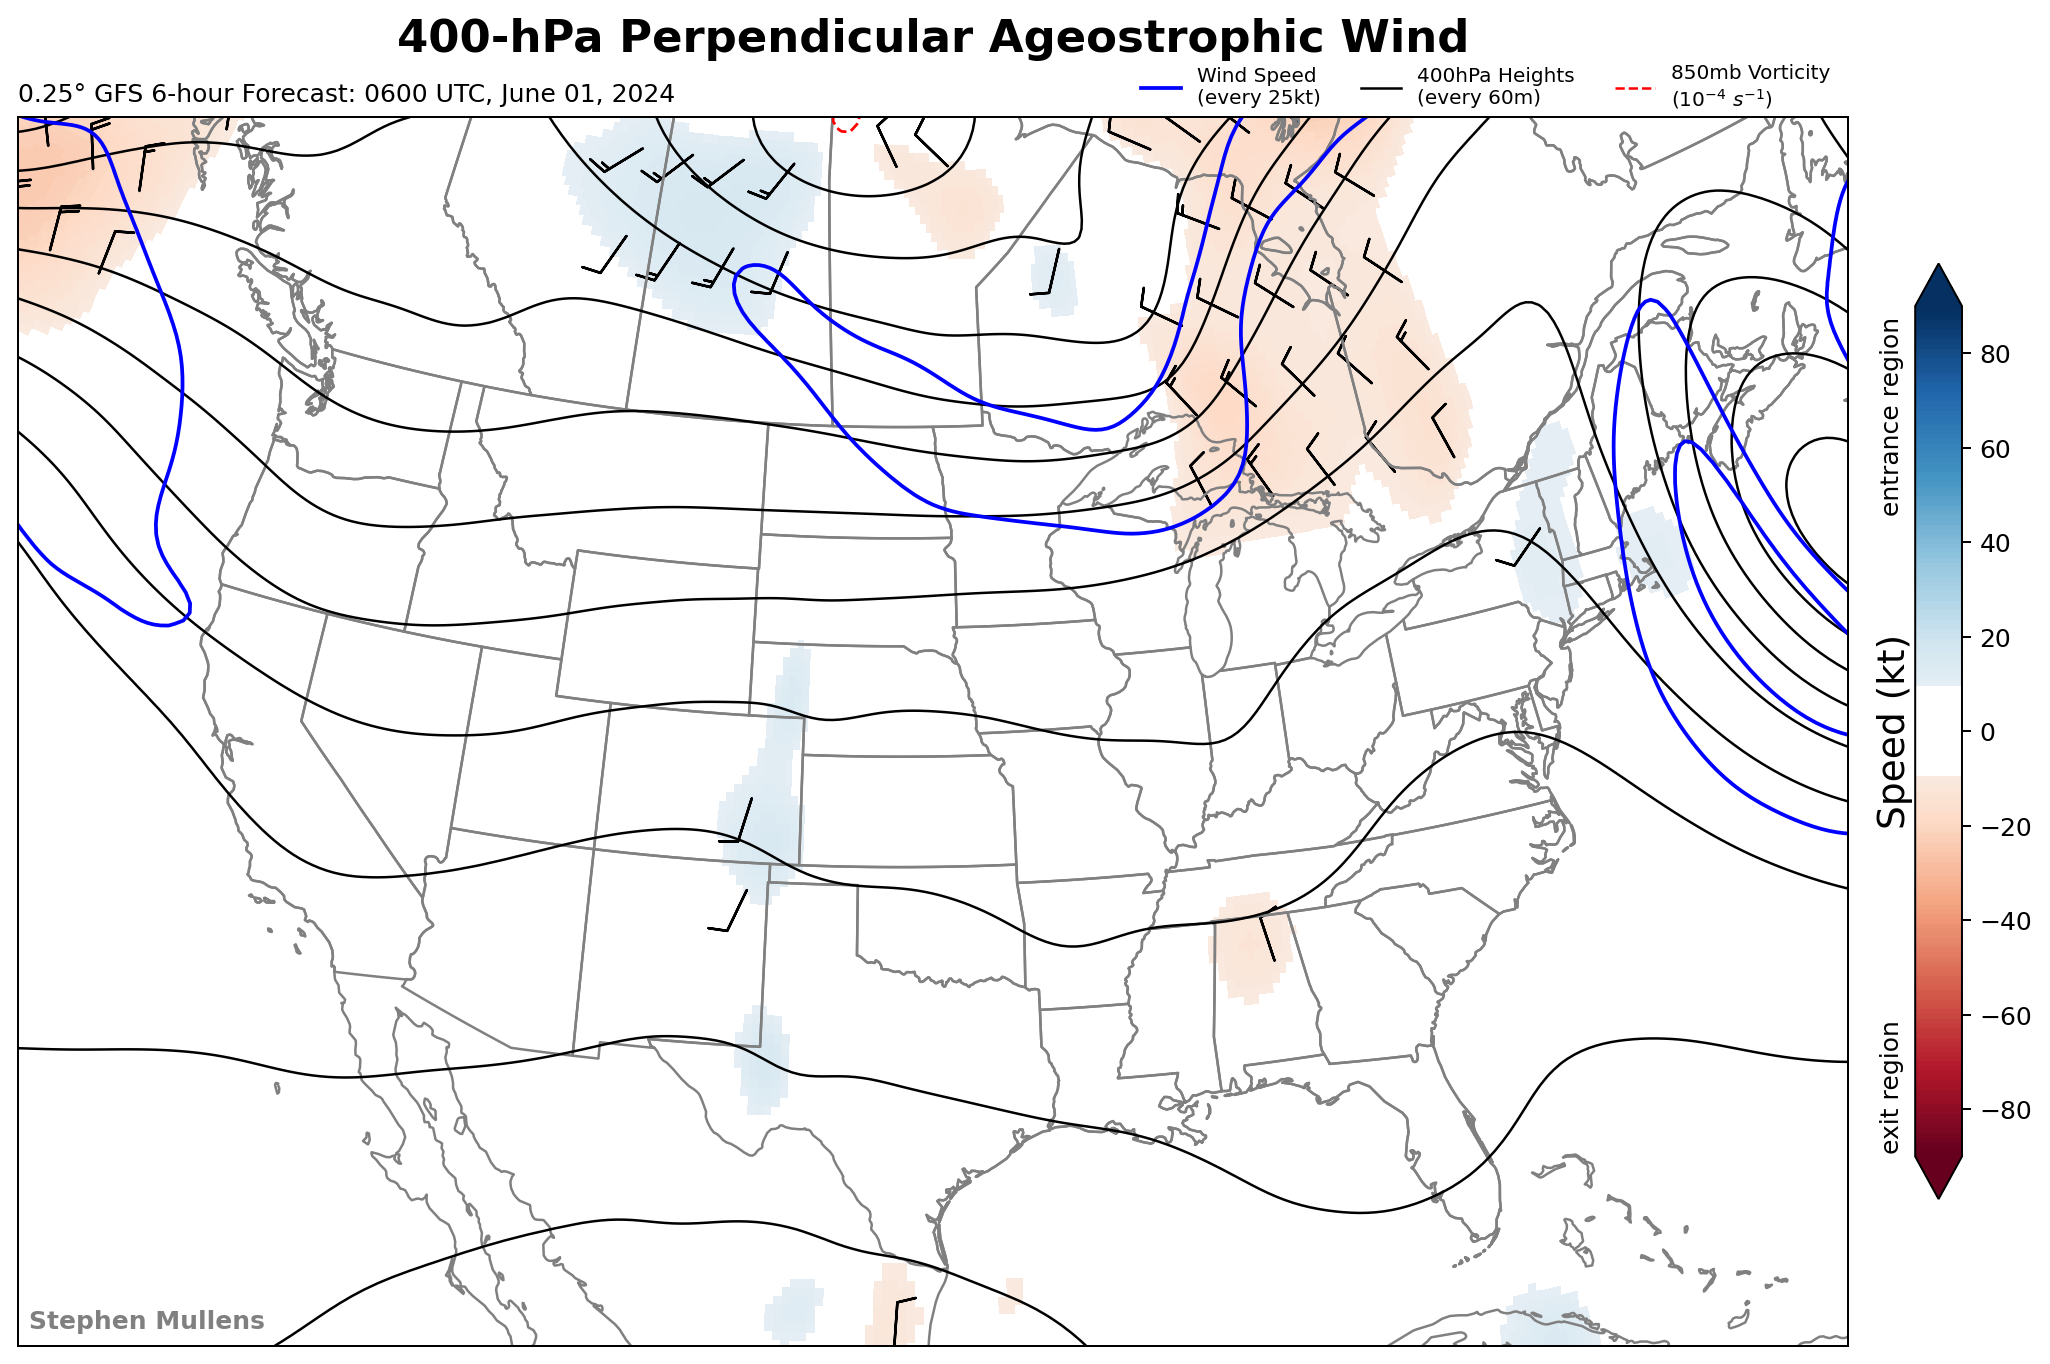 400-hPa Perpendicular Ageostrophic Wind
0.25° GFS 6-hour Forecast: 0600 UTC, June 01, 2024
Wind Speed
(every 25kt)
400hPa Heights
(every 60m)
850mb Vorticity
(10⁻⁴ s⁻¹)
entrance region
Speed (kt)
exit region
80
60
40
20
0
−20
−40
−60
−80
Stephen Mullens